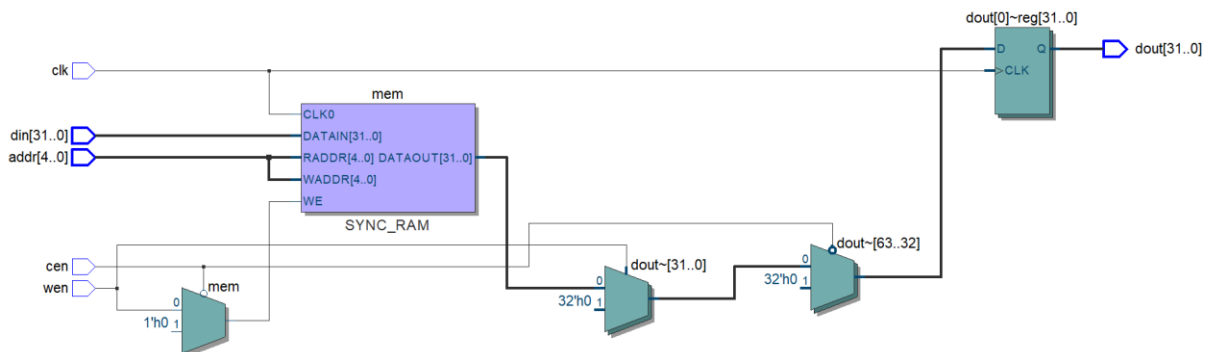 dout[0]~reg[31..0]
D Q
CLK
dout[31..0]
clk
mem
CLK0
din[31..0]
DATAIN[31..0]
addr[4..0]
RADDR[4..0] DATAOUT[31..0]
WADDR[4..0]
WE
SYNC_RAM
dout~[63..32]
0
32'h0 1
cen
dout~[31..0]
wen
mem
0
32'h0 1
0
1'h0 1